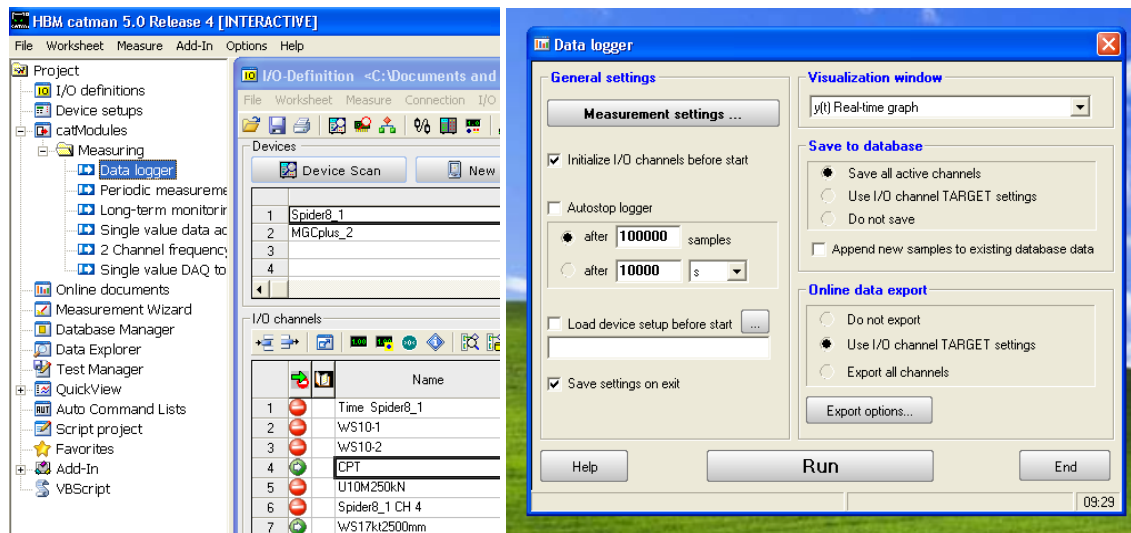 HBM catman 5.0 Release 4 [INTERACTIVE]
File Worksheet Measure Add-In Options Help
Project
I/O definitions
Device setups
catModules
Measuring
Data logger
Periodic measureme
Long-term monitorir
Single value data ac
2 Channel frequency
Single value DAQ to
Online documents
Measurement Wizard
Database Manager
Data Explorer
Test Manager
QuickView
Auto Command Lists
Script project
Favorites
Add-In
VBScript
I/O-Definition <C:\Documents and
File Worksheet Measure Connection I/O
Devices
Device Scan
New
1 Spider8_1
2 MGCplus_2
3
4
I/O channels
Name
1 Time Spider8_1
2 WS10-1
3 WS10-2
4 CPT
5 U10M250kN
6 Spider8_1 CH 4
7 WS17kt2500mm
Data logger
General settings
Measurement settings ...
Initialize I/O channels before start
Autostop logger
after 100000 samples
after 10000 s
Load device setup before start ...
Save settings on exit
Visualization window
y(t) Real-time graph
Save to database
Save all active channels
Use I/O channel TARGET settings
Do not save
Append new samples to existing database data
Online data export
Do not export
Use I/O channel TARGET settings
Export all channels
Export options...
Help
Run
End
09:29